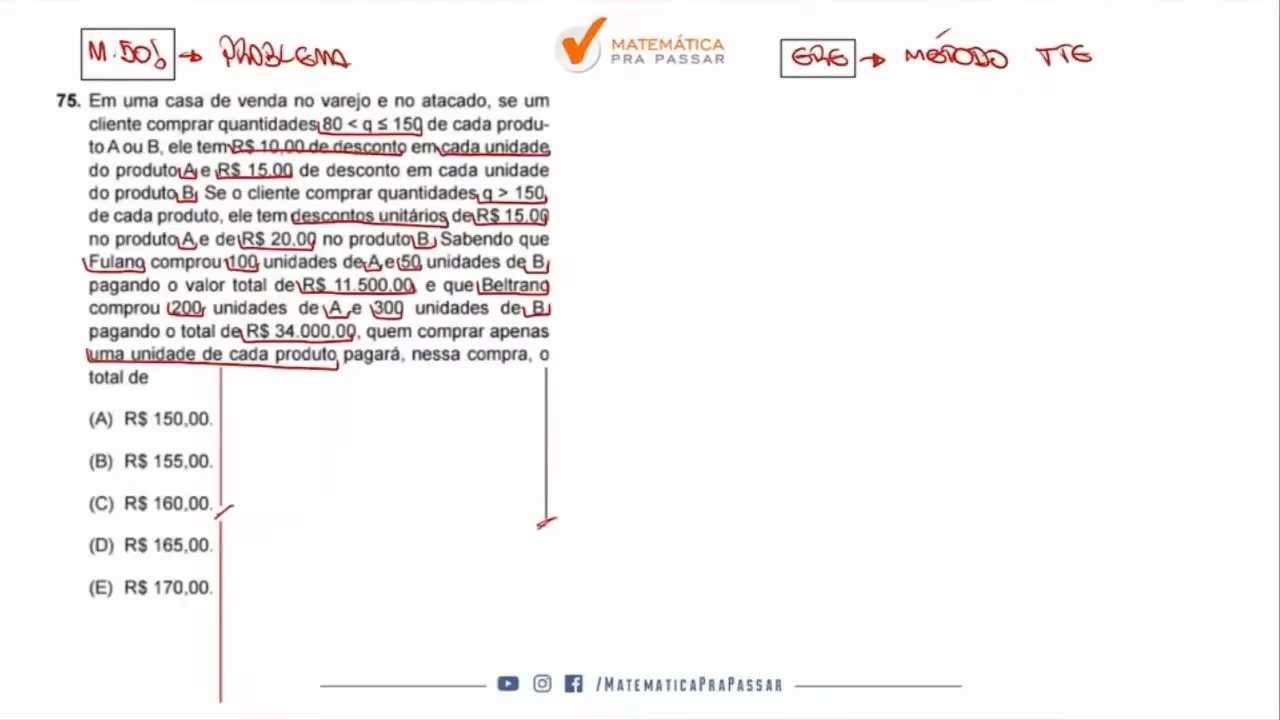 M.50% → PROBLEMA
MATEMÁTICA
PRA PASSAR
→ MÉTODO TTE
75. Em uma casa de venda no varejo e no atacado, se um
cliente comprar quantidades 80 < q ≤ 150 de cada produ-
to A ou B, ele tem R$ 10,00 de desconto em cada unidade
do produto A e R$ 15,00 de desconto em cada unidade
do produto B. Se o cliente comprar quantidades q > 150,
de cada produto, ele tem descontos unitários de R$ 15,00
no produto A e de R$ 20,00 no produto B. Sabendo que
Fulano comprou 100 unidades de A e 50 unidades de B,
pagando o valor total de R$ 11.500,00, e que Beltrano
comprou 200 unidades de A e 300 unidades de B,
pagando o total de R$ 34.000,00, quem comprar apenas
uma unidade de cada produto pagará, nessa compra, o
total de
(A) R$ 150,00.
(B) R$ 155,00.
(C) R$ 160,00.
(D) R$ 165,00.
(E) R$ 170,00.
/MATEMATICAPRAPASSAR